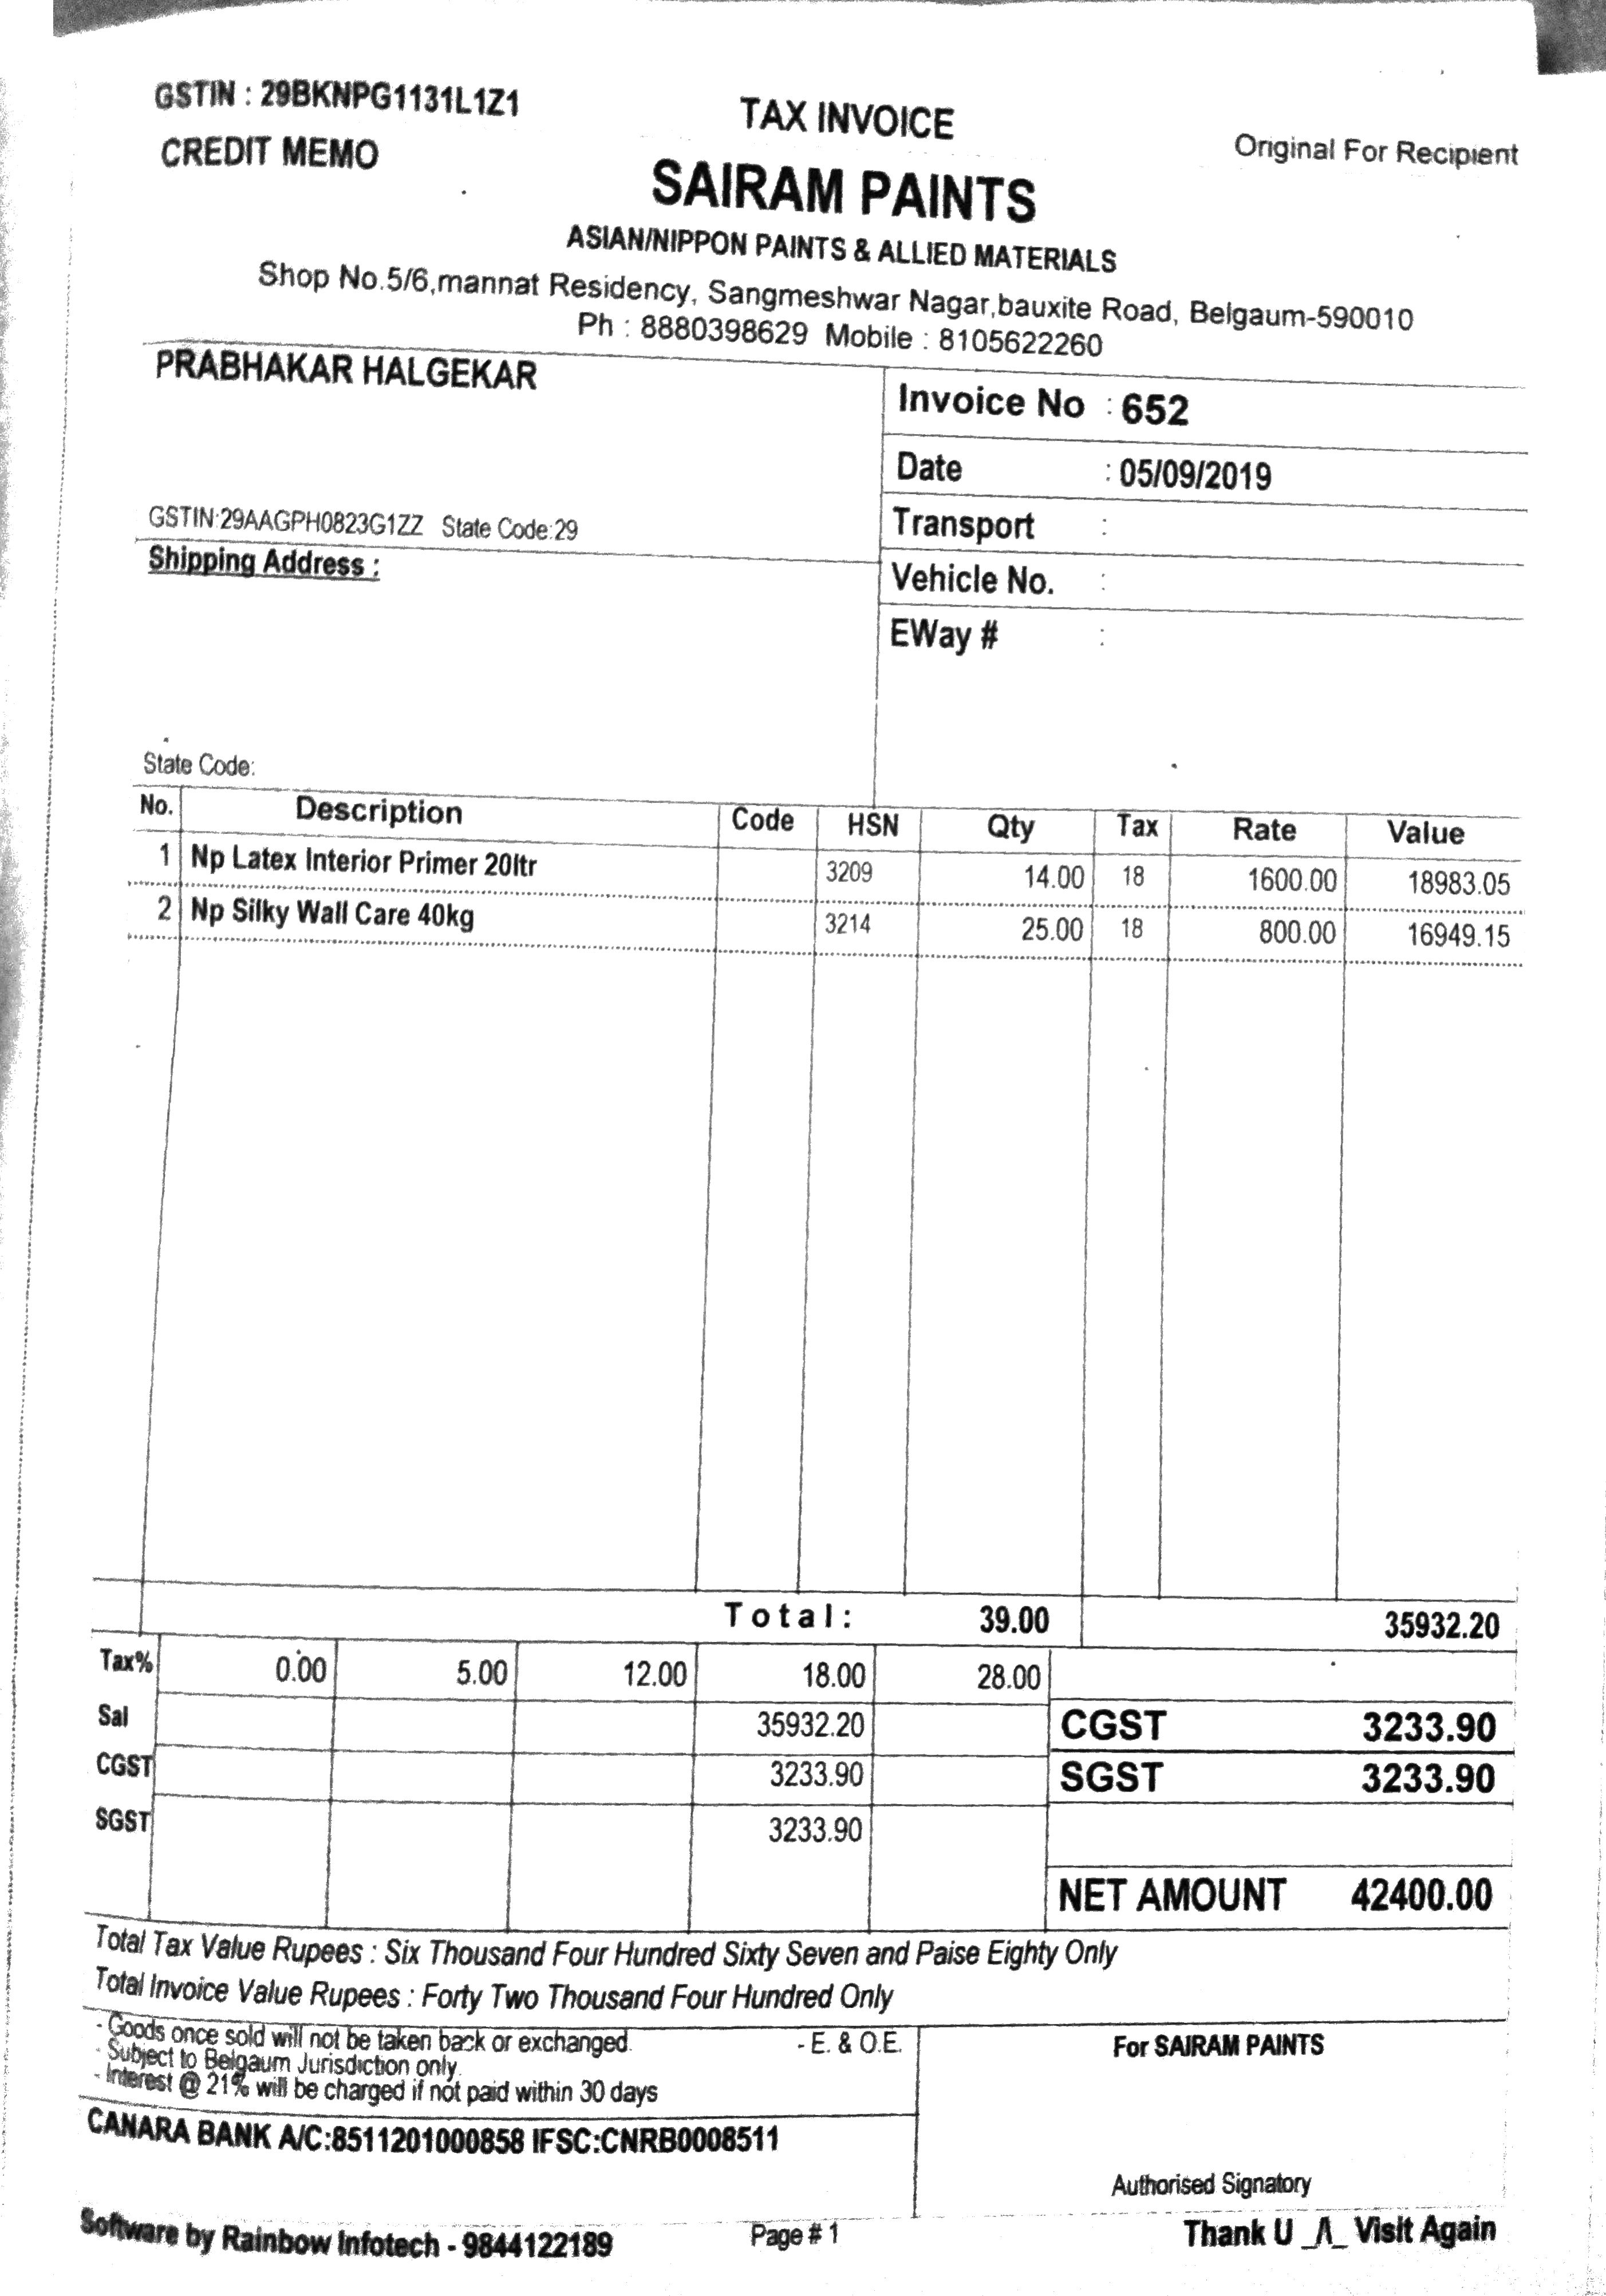 GSTIN : 29BKNPG1131L1Z1
CREDIT MEMO
TAX INVOICE
Original For Recipient
SAIRAM PAINTS
ASIAN/NIPPON PAINTS & ALLIED MATERIALS
Shop No.5/6,mannat Residency, Sangmeshwar Nagar,bauxite Road, Belgaum-590010
Ph : 8880398629 Mobile : 8105622260
PRABHAKAR HALGEKAR
GSTIN:29AAGPH0823G1ZZ State Code:29
Invoice No : 652
Date : 05/09/2019
Transport :
Vehicle No. :
EWay # :
Shipping Address :
State Code:
No. Description Code HSN Qty Tax Rate Value
1 Np Latex Interior Primer 20ltr 3209 14.00 18 1600.00 18983.05
2 Np Silky Wall Care 40kg 3214 25.00 18 800.00 16949.15
Total: 39.00 35932.20
Tax% 0.00 5.00 12.00 18.00 28.00
Sal 35932.20
CGST 3233.90
SGST 3233.90
CGST 3233.90
SGST 3233.90
NET AMOUNT 42400.00
Total Tax Value Rupees : Six Thousand Four Hundred Sixty Seven and Paise Eighty Only
Total Invoice Value Rupees : Forty Two Thousand Four Hundred Only
- Goods once sold will not be taken back or exchanged. - E. & O.E.
- Subject to Belgaum Jurisdiction only.
- Interest @ 21% will be charged if not paid within 30 days
CANARA BANK A/C:8511201000858 IFSC:CNRB0008511
For SAIRAM PAINTS
Authorised Signatory
Software by Rainbow Infotech - 9844122189 Page # 1 Thank U _/\_ Visit Again